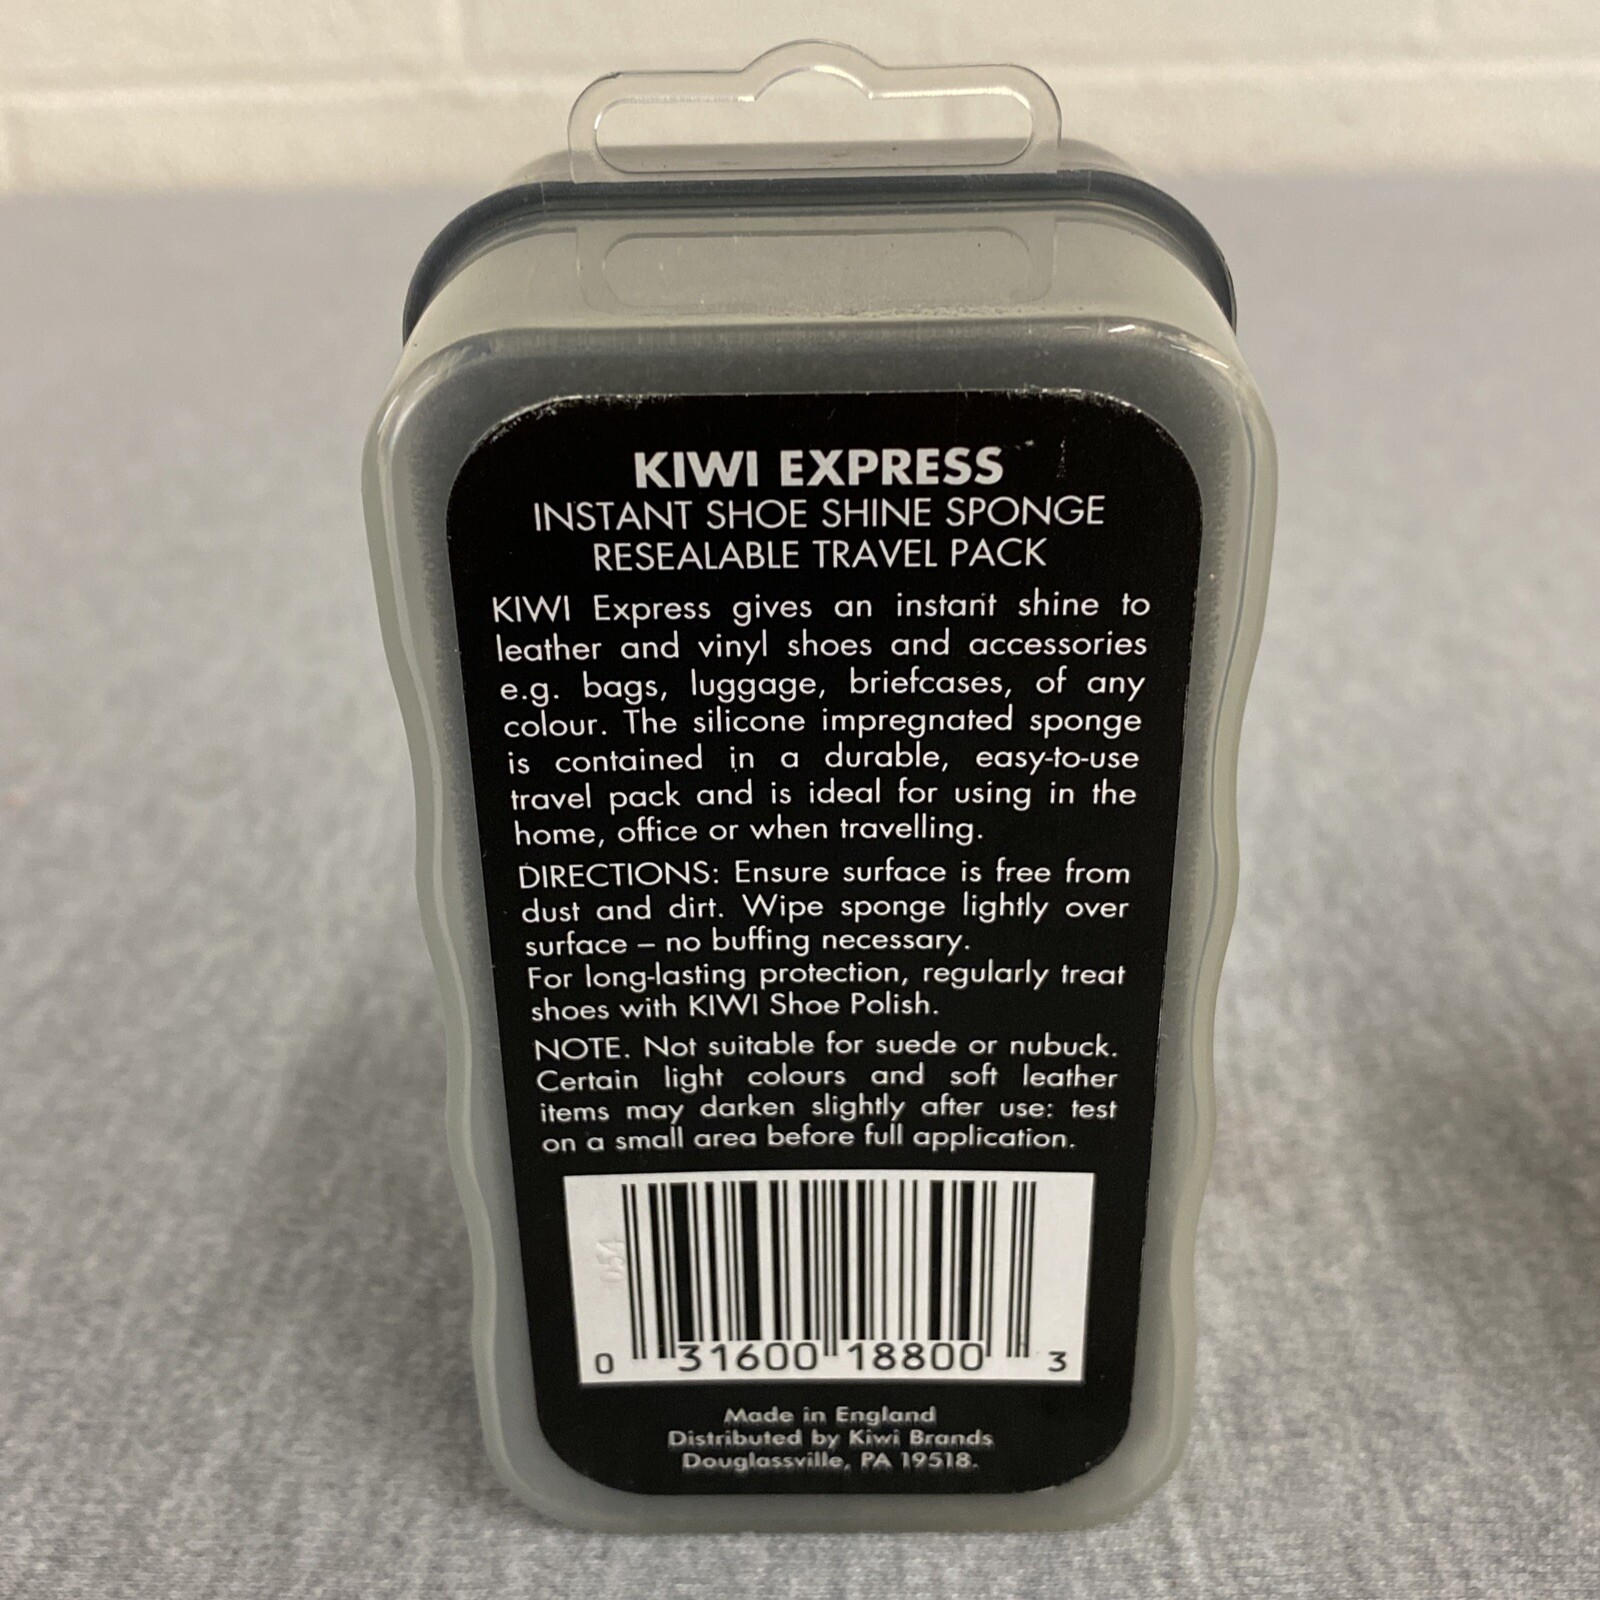 KIWI EXPRESS
INSTANT SHOE SHINE SPONGE
RESEALABLE TRAVEL PACK
KIWI Express gives an instant shine to
leather and vinyl shoes and accessories
e.g. bags, luggage, briefcases, of any
colour. The silicone impregnated sponge
is contained in a durable, easy-to-use
travel pack and is ideal for using in the
home, office or when travelling.
DIRECTIONS: Ensure surface is free from
dust and dirt. Wipe sponge lightly over
surface – no buffing necessary.
For long-lasting protection, regularly treat
shoes with KIWI Shoe Polish.
NOTE. Not suitable for suede or nubuck.
Certain light colours and soft leather
items may darken slightly after use: test
on a small area before full application.
0 31600 18800 3
Made in England
Distributed by Kiwi Brands
Douglassville, PA 19518.